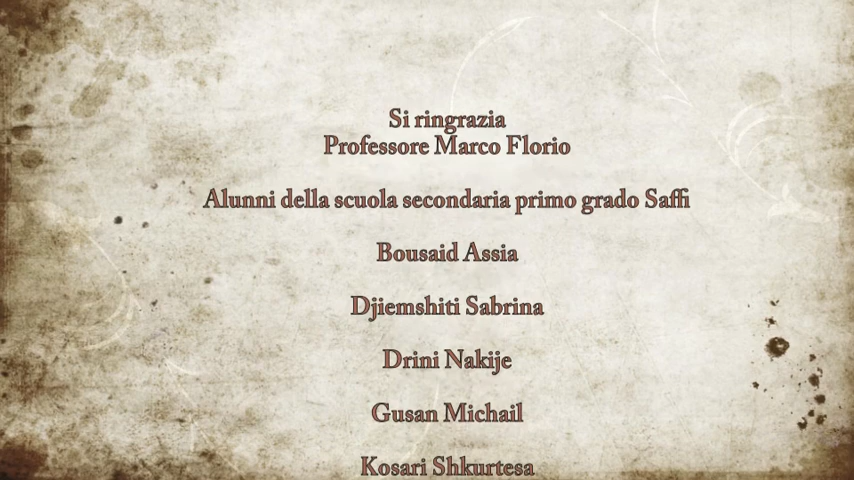 Si ringrazia
Professore Marco Florio
Alunni della scuola secondaria primo grado Saffi
Bousaid Assia
Djiemshiti Sabrina
Drini Nakije
Gusan Michail
Kosari Shkurtesa